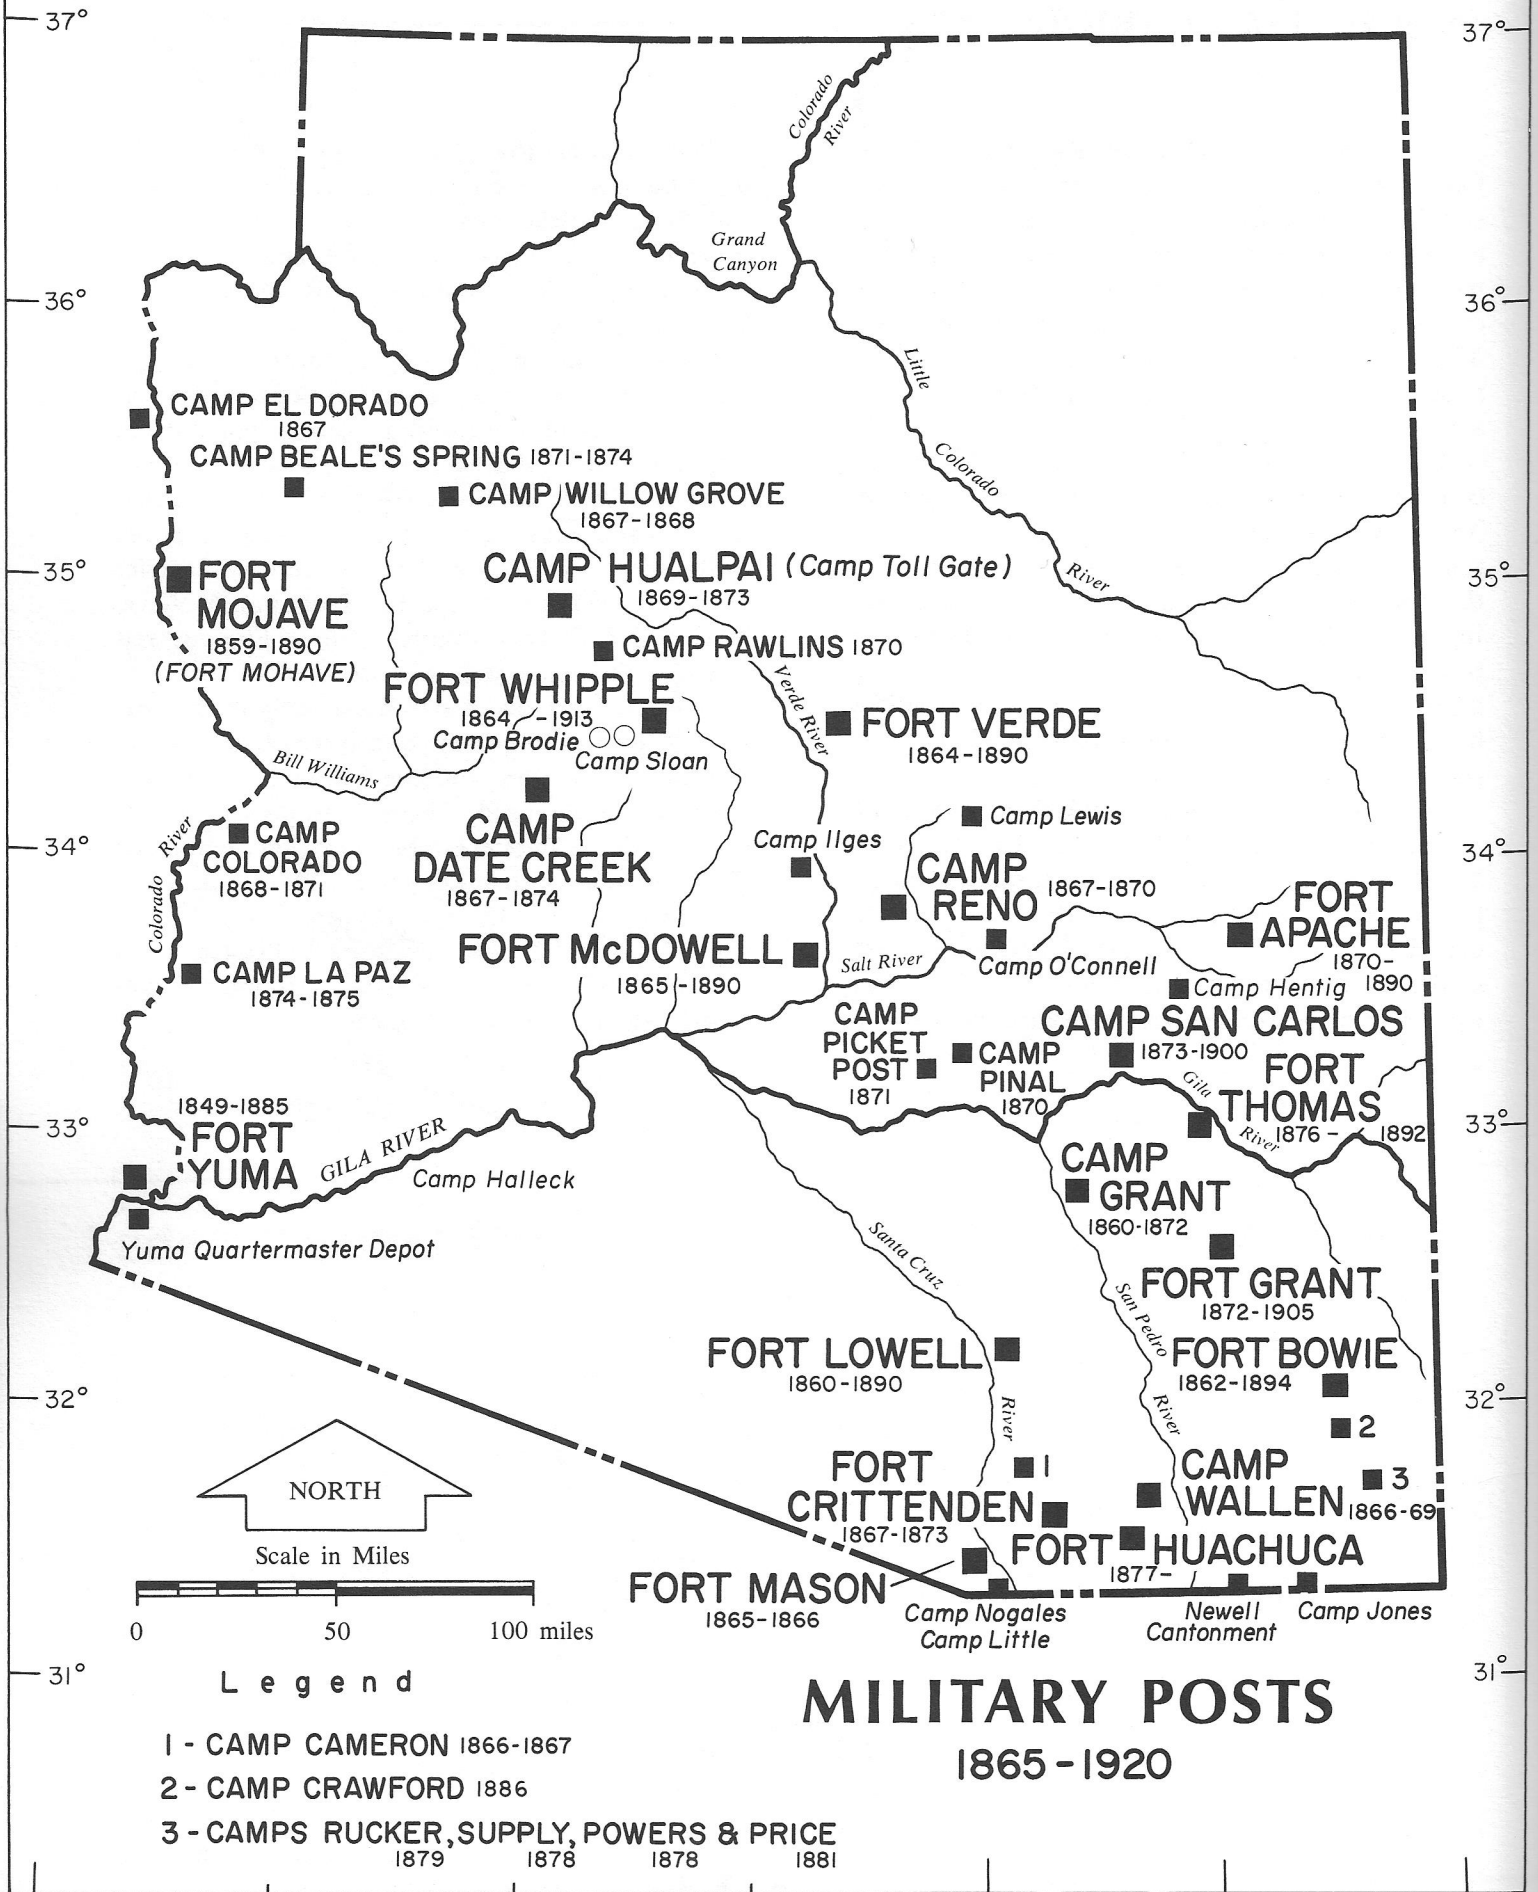 37°
37°
Colorado
River
Grand
Canyon
36°
36°
Little
Colorado
River
CAMP EL DORADO
1867
CAMP BEALE'S SPRING 1871-1874
CAMP WILLOW GROVE
1867-1868
35°
35°
FORT
MOJAVE
1859-1890
(FORT MOHAVE)
CAMP HUALPAI (Camp Toll Gate)
1869-1873
CAMP RAWLINS 1870
FORT WHIPPLE
1864-1913
Camp Brodie
Camp Sloan
Verde River
FORT VERDE
1864-1890
Bill Williams
Colorado River
34°
34°
CAMP
COLORADO
1868-1871
CAMP
DATE CREEK
1867-1874
Camp Ilges
Camp Lewis
CAMP
RENO
1867-1870
FORT
APACHE
1870-
1890
FORT McDOWELL
1865-1890
Salt River
Camp O'Connell
Camp Hentig
CAMP LA PAZ
1874-1875
CAMP
PICKET
POST
1871
CAMP
PINAL
1870
CAMP SAN CARLOS
1873-1900
FORT
THOMAS
1876-1892
Gila
River
33°
33°
1849-1885
FORT
YUMA
GILA RIVER
Camp Halleck
Yuma Quartermaster Depot
CAMP
GRANT
1860-1872
Santa Cruz
River
San Pedro
River
FORT GRANT
1872-1905
FORT LOWELL
1860-1890
FORT BOWIE
1862-1894
32°
32°
2
1
3
FORT
CRITTENDEN
1867-1873
CAMP
WALLEN
1866-69
FORT HUACHUCA
1877-
FORT MASON
1865-1866
Camp Nogales
Camp Little
Newell
Cantonment
Camp Jones
NORTH
Scale in Miles
0 50 100 miles
31°
31°
Legend
1 - CAMP CAMERON 1866-1867
2 - CAMP CRAWFORD 1886
3 - CAMPS RUCKER, SUPPLY, POWERS & PRICE
1879 1878 1878 1881
MILITARY POSTS
1865-1920